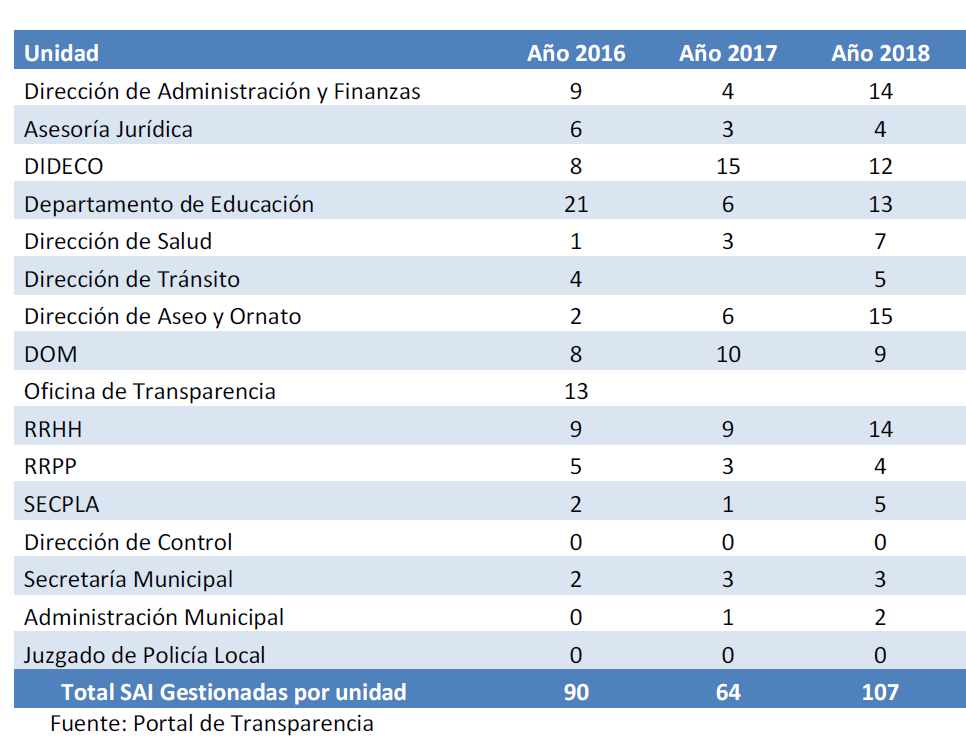 Unidad Año 2016 Año 2017 Año 2018
Dirección de Administración y Finanzas 9 4 14
Asesoría Jurídica 6 3 4
DIDECO 8 15 12
Departamento de Educación 21 6 13
Dirección de Salud 1 3 7
Dirección de Tránsito 4 5
Dirección de Aseo y Ornato 2 6 15
DOM 8 10 9
Oficina de Transparencia 13
RRHH 9 9 14
RRPP 5 3 4
SECPLA 2 1 5
Dirección de Control 0 0 0
Secretaría Municipal 2 3 3
Administración Municipal 0 1 2
Juzgado de Policía Local 0 0 0
Total SAI Gestionadas por unidad 90 64 107
Fuente: Portal de Transparencia